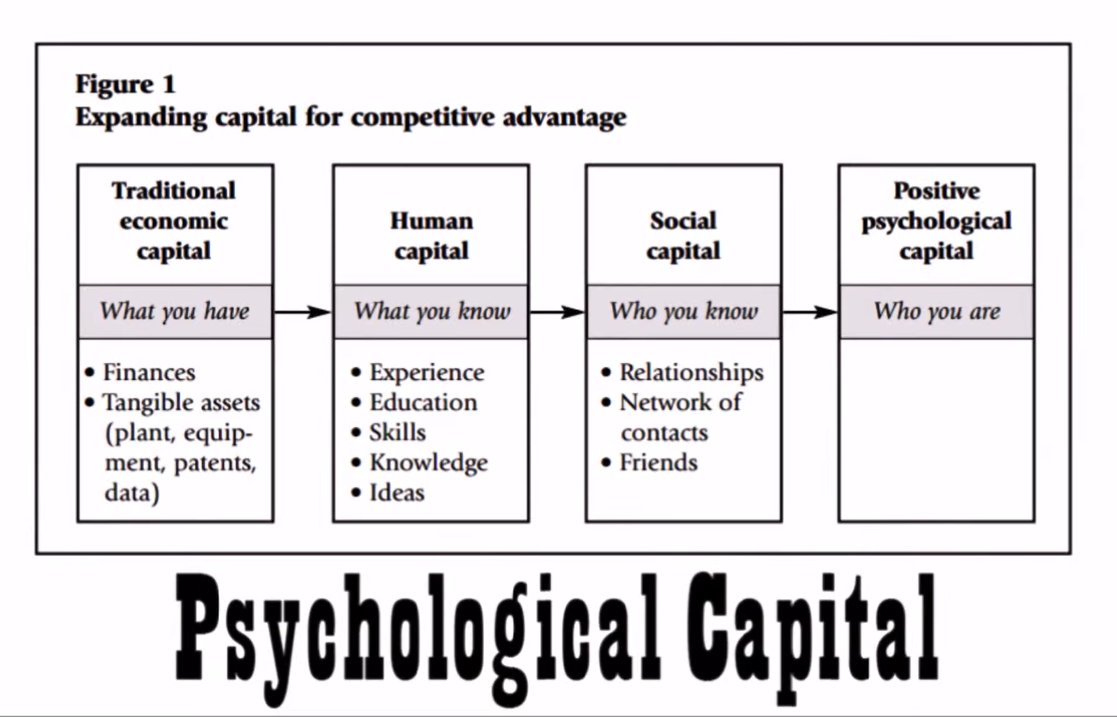 Figure 1
Expanding capital for competitive advantage
Traditional
economic
capital
What you have
• Finances
• Tangible assets
(plant, equip-
ment, patents,
data)
Human
capital
What you know
• Experience
• Education
• Skills
• Knowledge
• Ideas
Social
capital
Who you know
• Relationships
• Network of
contacts
• Friends
Positive
psychological
capital
Who you are
Psychological Capital